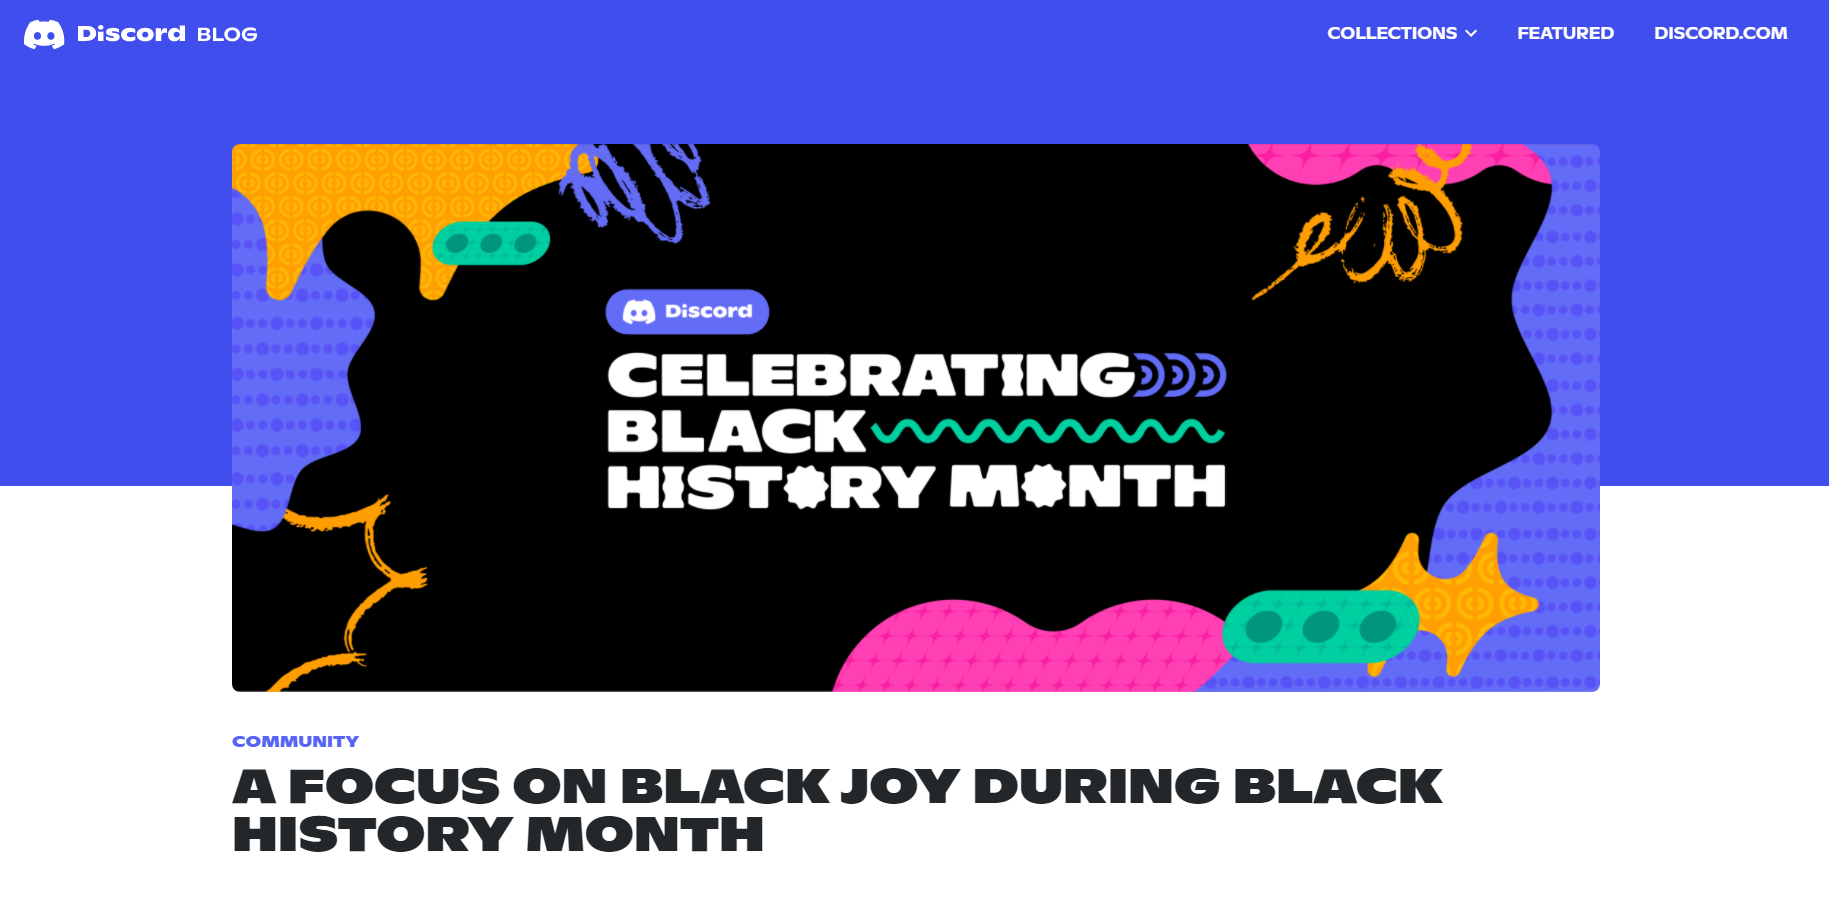 Discord BLOG
COLLECTIONS
FEATURED
DISCORD.COM
Discord
CELEBRATING
BLACK
HISTORY MONTH
COMMUNITY
A FOCUS ON BLACK JOY DURING BLACK
HISTORY MONTH